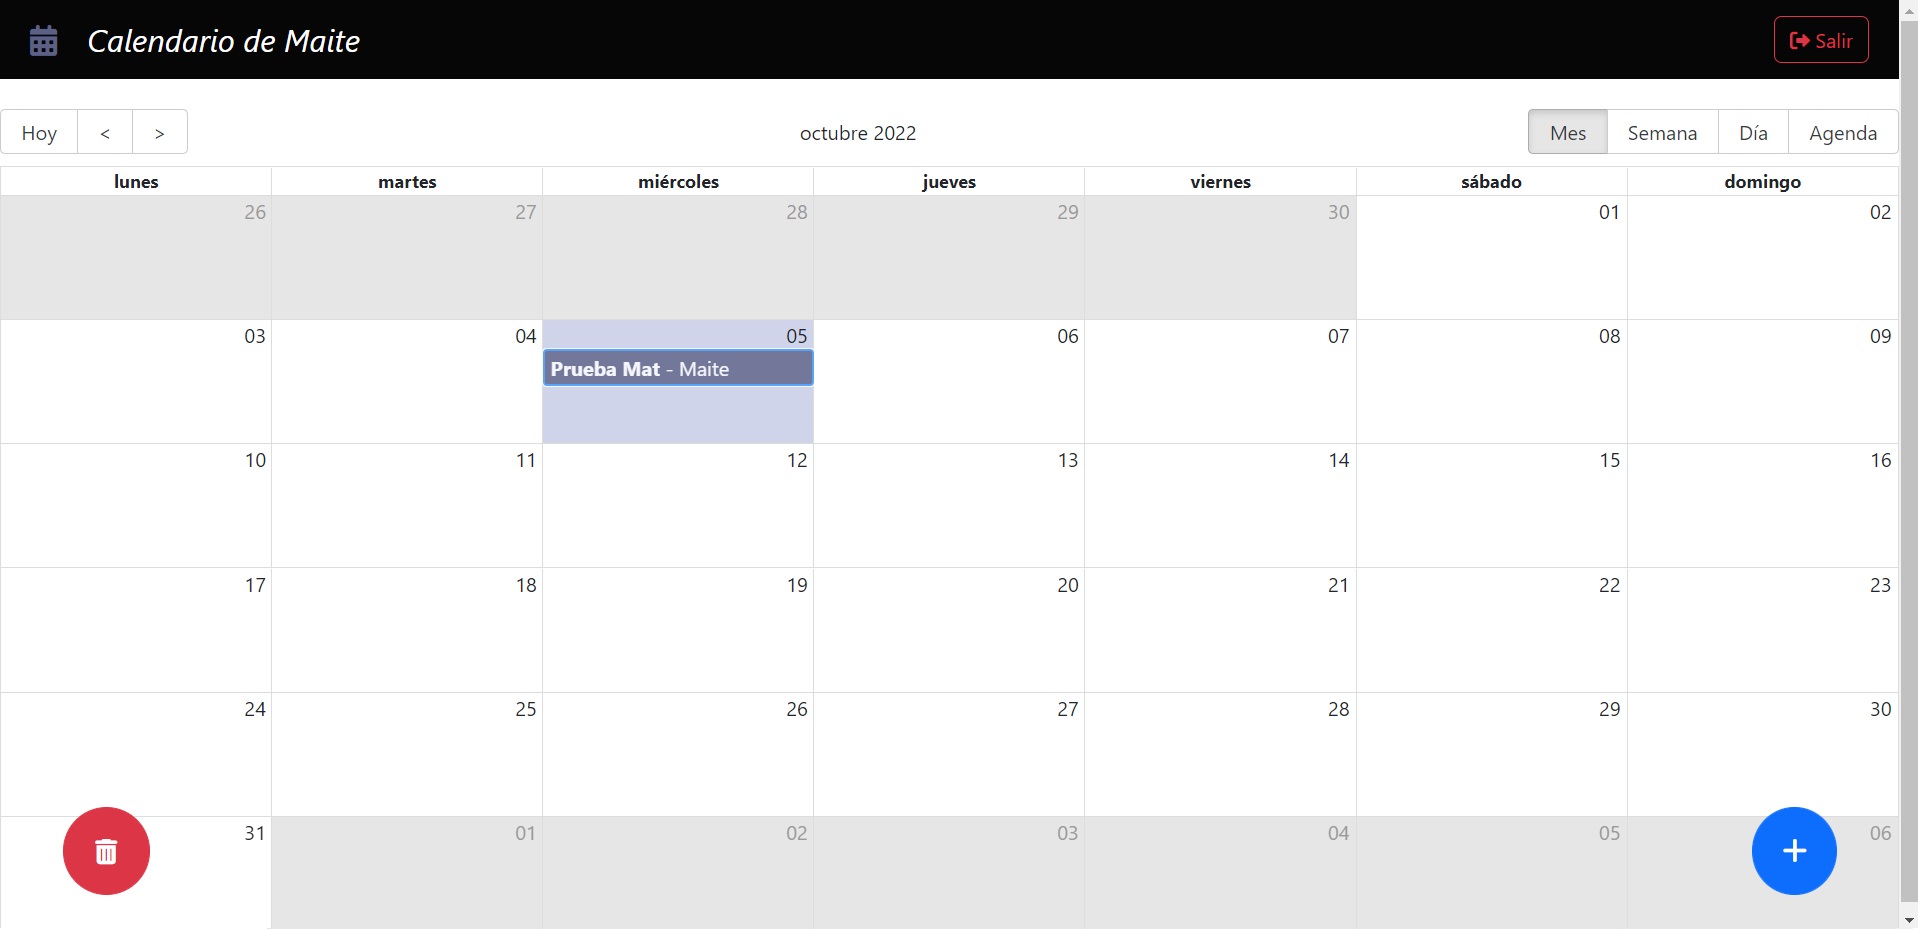 Calendario de Maite
Salir
Hoy < > octubre 2022 Mes Semana Día Agenda
lunes martes miércoles jueves viernes sábado domingo
26 27 28 29 30 01 02
03 04 05 06 07 08 09
Prueba Mat - Maite
10 11 12 13 14 15 16
17 18 19 20 21 22 23
24 25 26 27 28 29 30
31 01 02 03 04 05 06